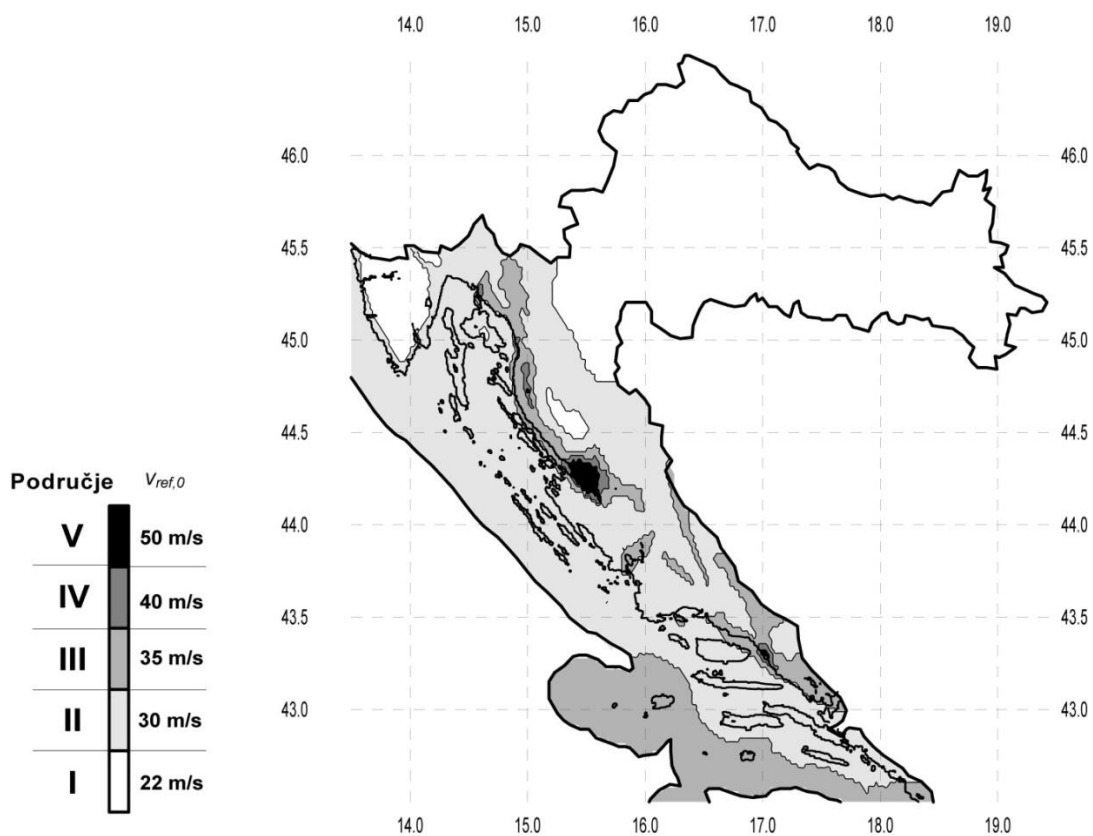 14.0 15.0 16.0 17.0 18.0 19.0
46.0 46.0
45.5 45.5
45.0 45.0
44.5 44.5
Područje Vref,0
V 50 m/s
44.0 44.0
IV 40 m/s
43.5 43.5
III 35 m/s
II 30 m/s
43.0 43.0
I 22 m/s
14.0 15.0 16.0 17.0 18.0 19.0